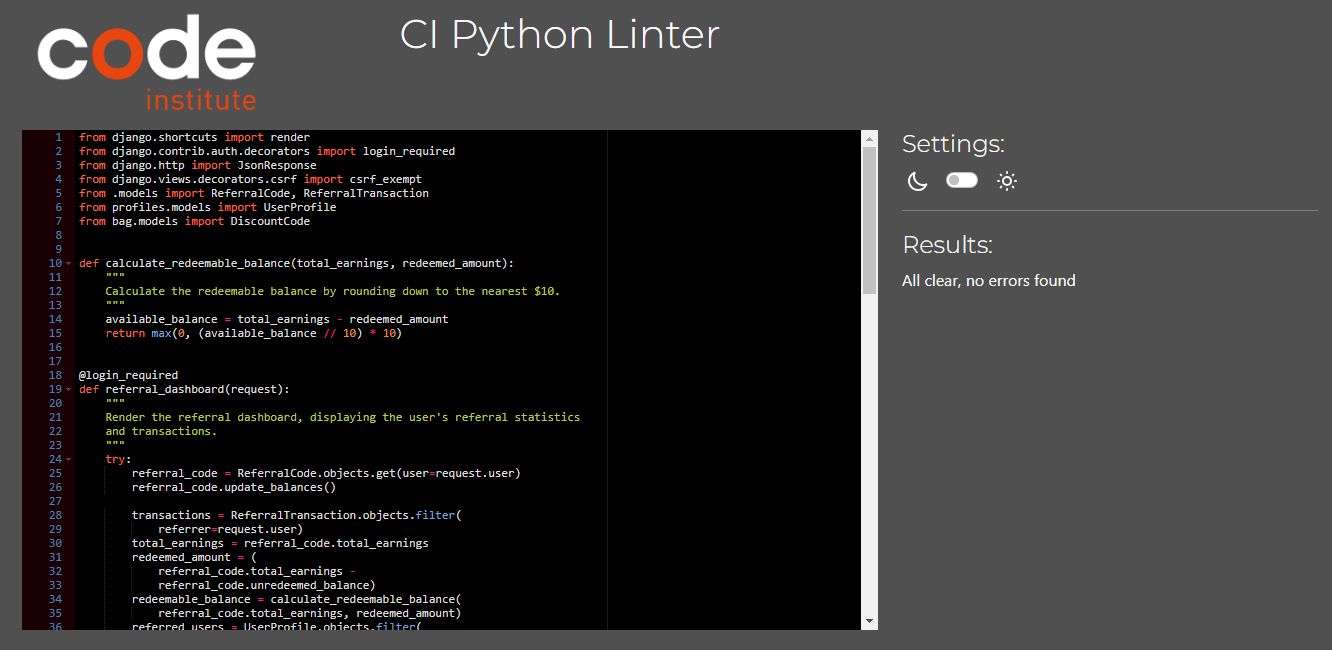 code
institute
CI Python Linter
1 from django.shortcuts import render
2 from django.contrib.auth.decorators import login_required
3 from django.http import JsonResponse
4 from django.views.decorators.csrf import csrf_exempt
5 from .models import ReferralCode, ReferralTransaction
6 from profiles.models import UserProfile
7 from bag.models import DiscountCode
8
9
10 def calculate_redeemable_balance(total_earnings, redeemed_amount):
11     """
12     Calculate the redeemable balance by rounding down to the nearest $10.
13     """
14     available_balance = total_earnings - redeemed_amount
15     return max(0, (available_balance // 10) * 10)
16
17
18 @login_required
19 def referral_dashboard(request):
20     """
21     Render the referral dashboard, displaying the user's referral statistics
22     and transactions.
23     """
24     try:
25         referral_code = ReferralCode.objects.get(user=request.user)
26         referral_code.update_balances()
27
28         transactions = ReferralTransaction.objects.filter(
29             referrer=request.user)
30         total_earnings = referral_code.total_earnings
31         redeemed_amount = (
32             referral_code.total_earnings -
33             referral_code.unredeemed_balance)
34         redeemable_balance = calculate_redeemable_balance(
35             referral_code.total_earnings, redeemed_amount)
36         referred_users = UserProfile.objects.filter(
Settings:
Results:
All clear, no errors found